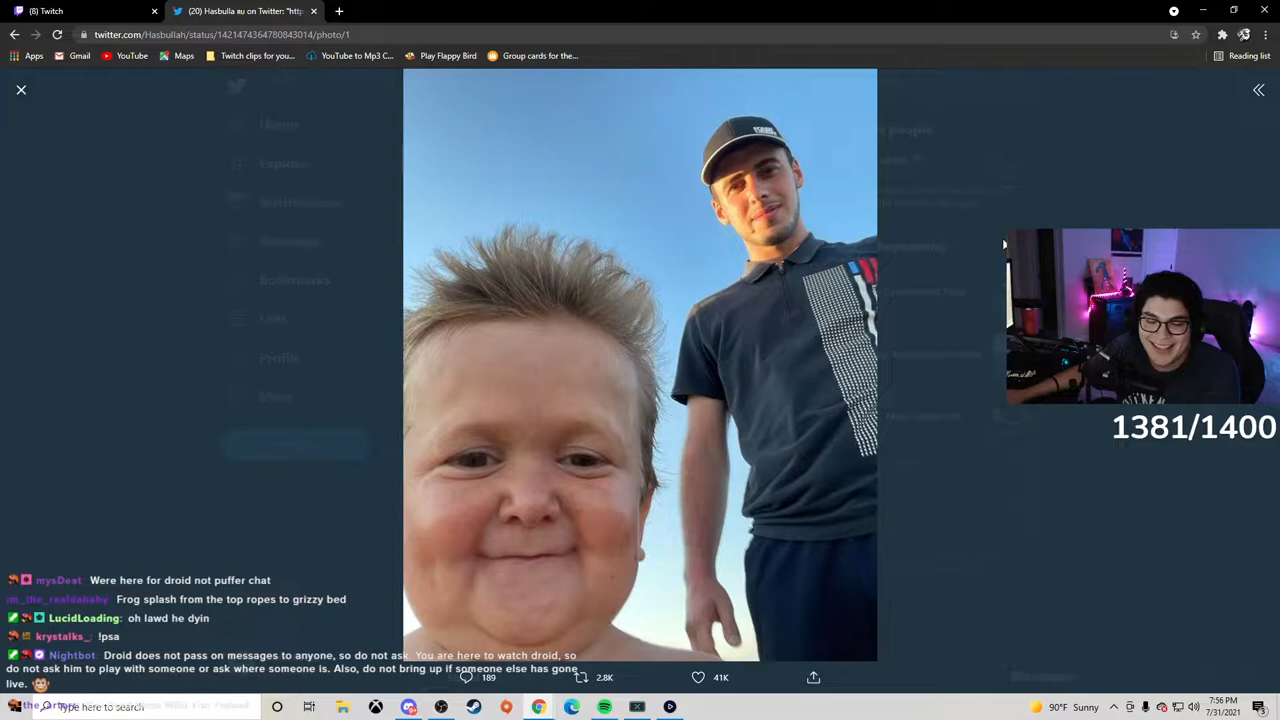 (8) Twitch
(20) Hasbulla на on Twitter: "http
twitter.com/Hasbullah/status/1421474364780843014/photo/1
Apps
Gmail
YouTube
Maps
Twitch clips for you...
YouTube to Mp3 C...
Play Flappy Bird
Group cards for the...
Reading list
Explore
Bookmarks
Profile
1381/1400
mysDeat: Were here for droid not puffer chat
im_the_realdababy: Frog splash from the top ropes to grizzy bed
LucidLoading: oh lawd he dyin
krystalks_: !psa
Nightbot: Droid does not pass on messages to anyone, so do not ask. You are here to watch droid, so
do not ask him to play with someone or ask where someone is. Also, do not bring up if someone else has gone
live.
189
2.8K
41K
Type here to search
90°F Sunny
7:56 PM
7/31/2021